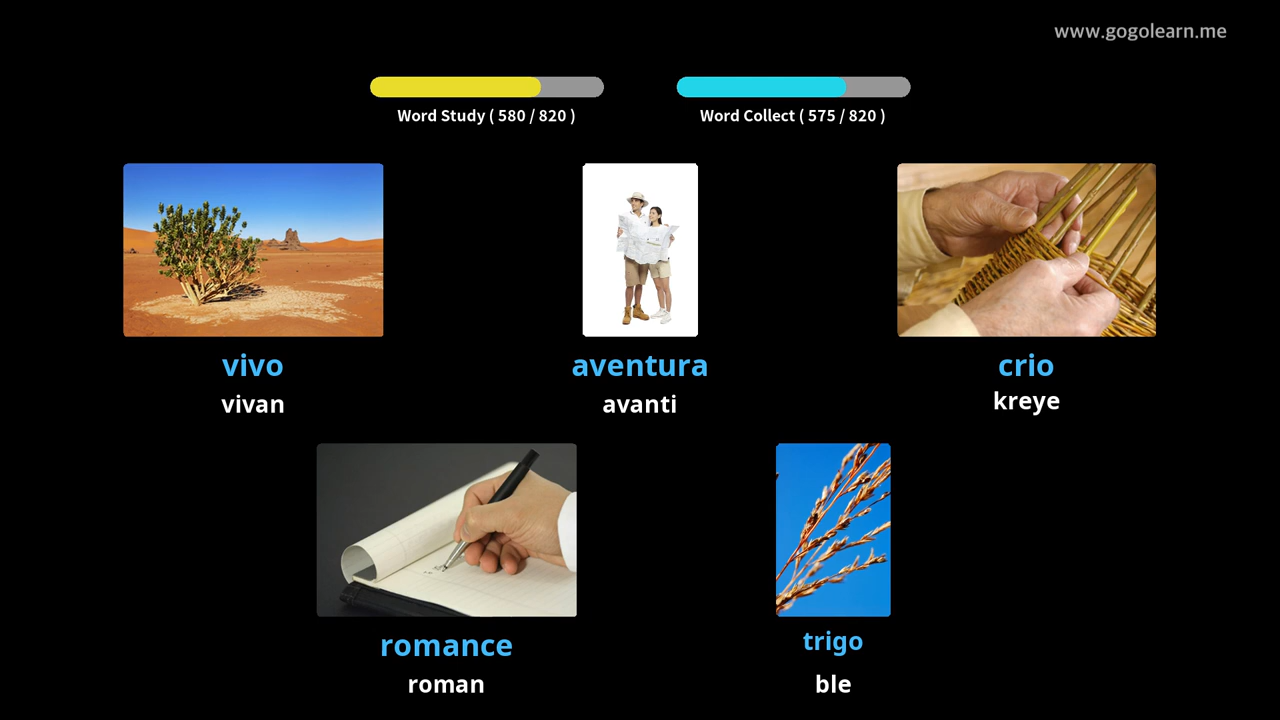 www.gogolearn.me
Word Study ( 580 / 820 )
Word Collect ( 575 / 820 )
vivo
vivan
aventura
avanti
crio
kreye
romance
roman
trigo
ble